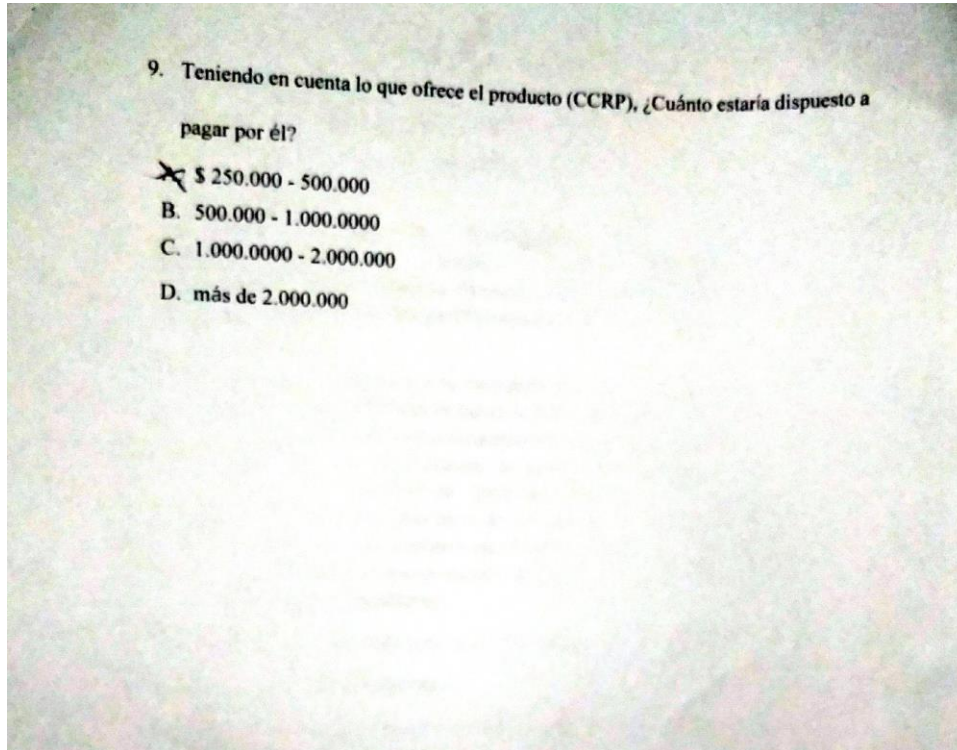 9. Teniendo en cuenta lo que ofrece el producto (CCRP), ¿Cuánto estaría dispuesto a
pagar por él?
$ 250.000 - 500.000
B. 500.000 - 1.000.0000
C. 1.000.0000 - 2.000.000
D. más de 2.000.000